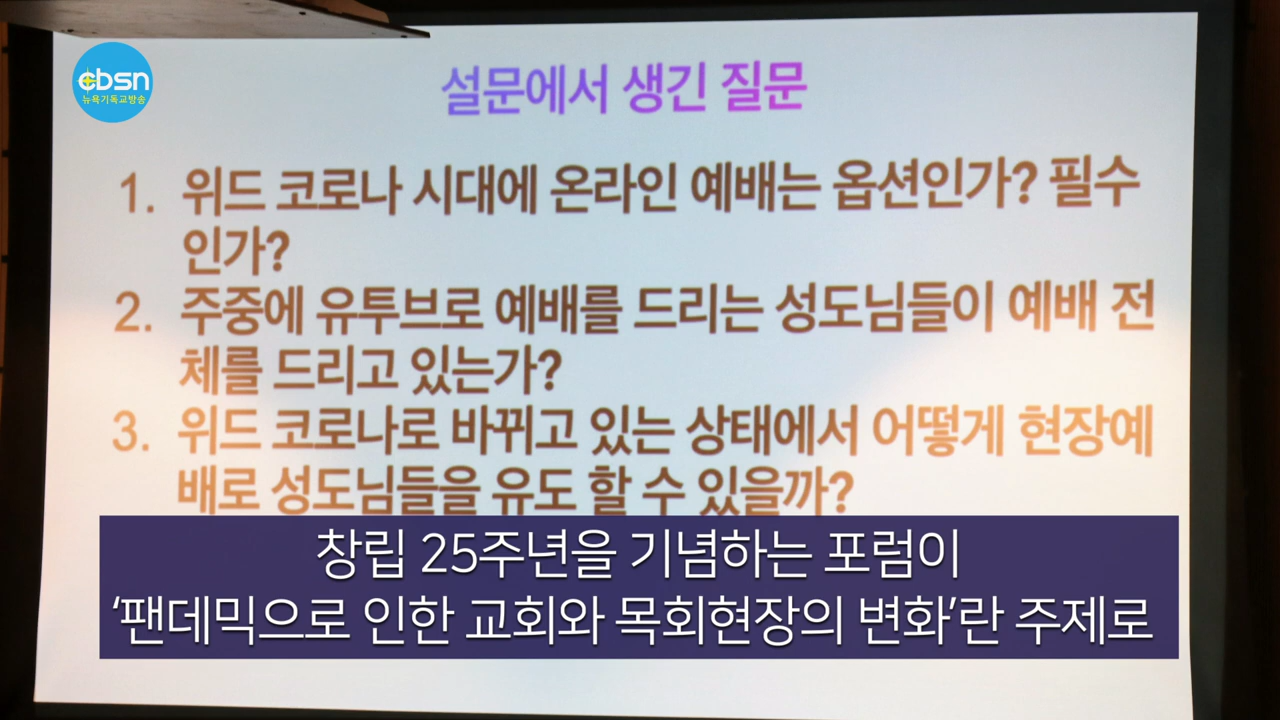 cbsn
뉴욕기독교방송
설문에서 생긴 질문
1. 위드 코로나 시대에 온라인 예배는 옵션인가? 필수
인가?
2. 주중에 유투브로 예배를 드리는 성도님들이 예배 전
체를 드리고 있는가?
3. 위드 코로나로 바뀌고 있는 상태에서 어떻게 현장예
배로 성도님들을 유도 할 수 있을까?
창립 25주년을 기념하는 포럼이
‘팬데믹으로 인한 교회와 목회현장의 변화’란 주제로